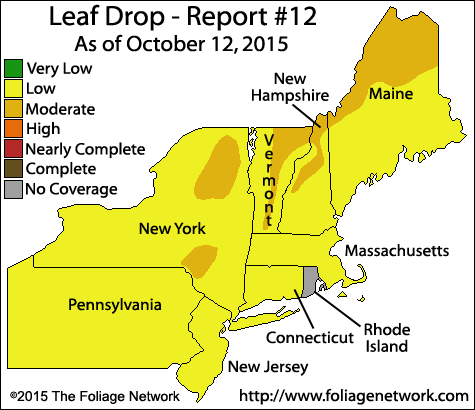 Leaf Drop - Report #12
As of October 12, 2015
Very Low
Low
Moderate
High
Nearly Complete
Complete
No Coverage
New
Hampshire
Maine
Vermont
New York
Massachusetts
Pennsylvania
Connecticut
Rhode
Island
New Jersey
©2015 The Foliage Network
http://www.foliagenetwork.com